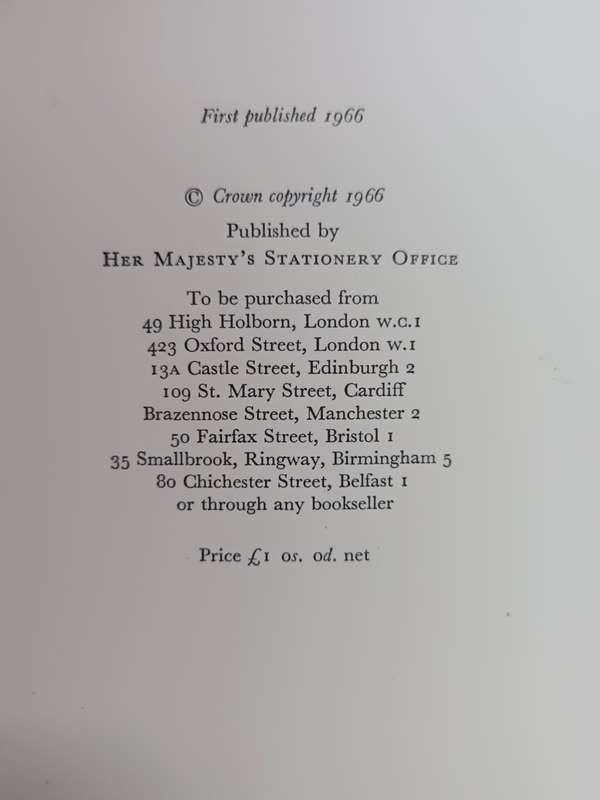 First published 1966
© Crown copyright 1966
Published by
Her Majesty's Stationery Office
To be purchased from
49 High Holborn, London w.c.1
423 Oxford Street, London w.1
13A Castle Street, Edinburgh 2
109 St. Mary Street, Cardiff
Brazennose Street, Manchester 2
50 Fairfax Street, Bristol 1
35 Smallbrook, Ringway, Birmingham 5
80 Chichester Street, Belfast 1
or through any bookseller
Price £1 0s. 0d. net